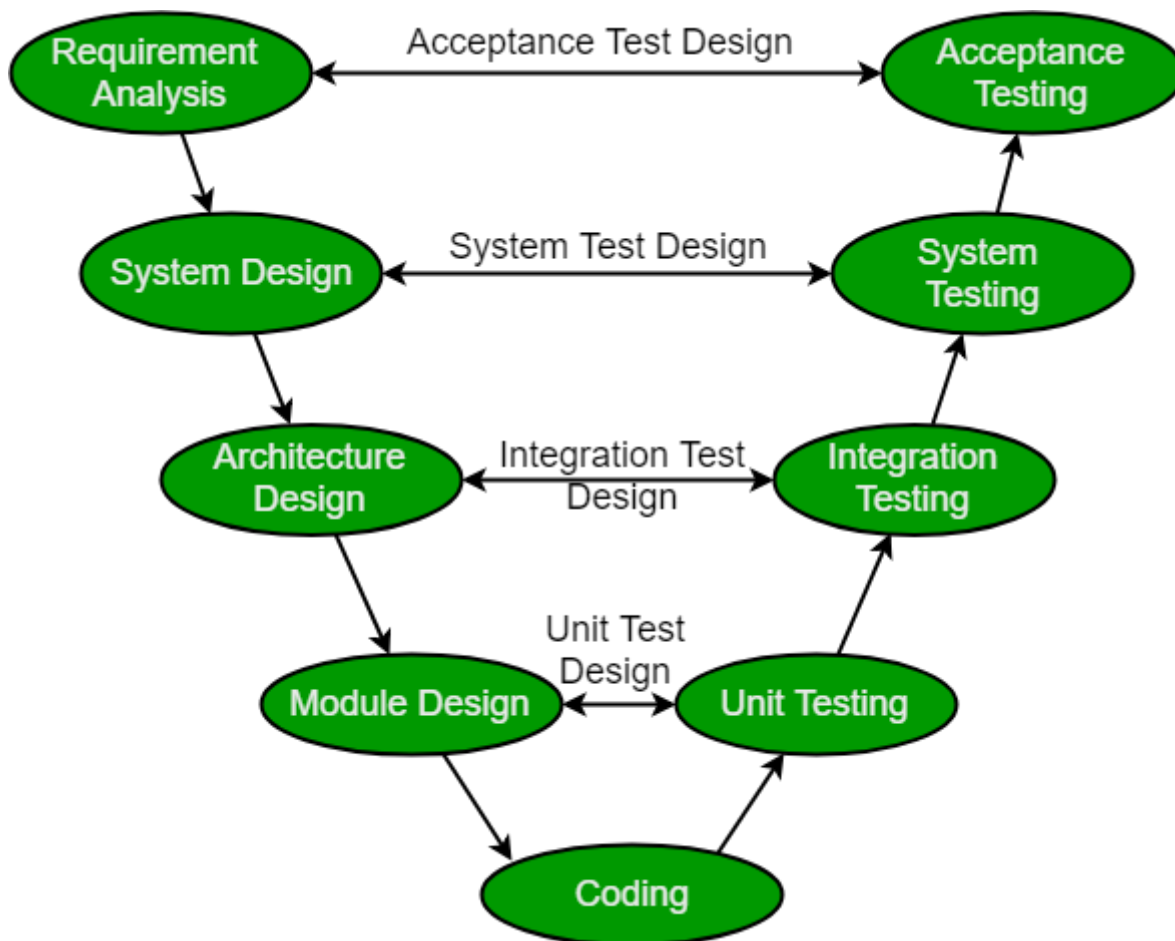 Requirement
Analysis
Acceptance Test Design
Acceptance
Testing
System Design
System Test Design
System
Testing
Architecture
Design
Integration Test
Design
Integration
Testing
Module Design
Unit Test
Design
Unit Testing
Coding